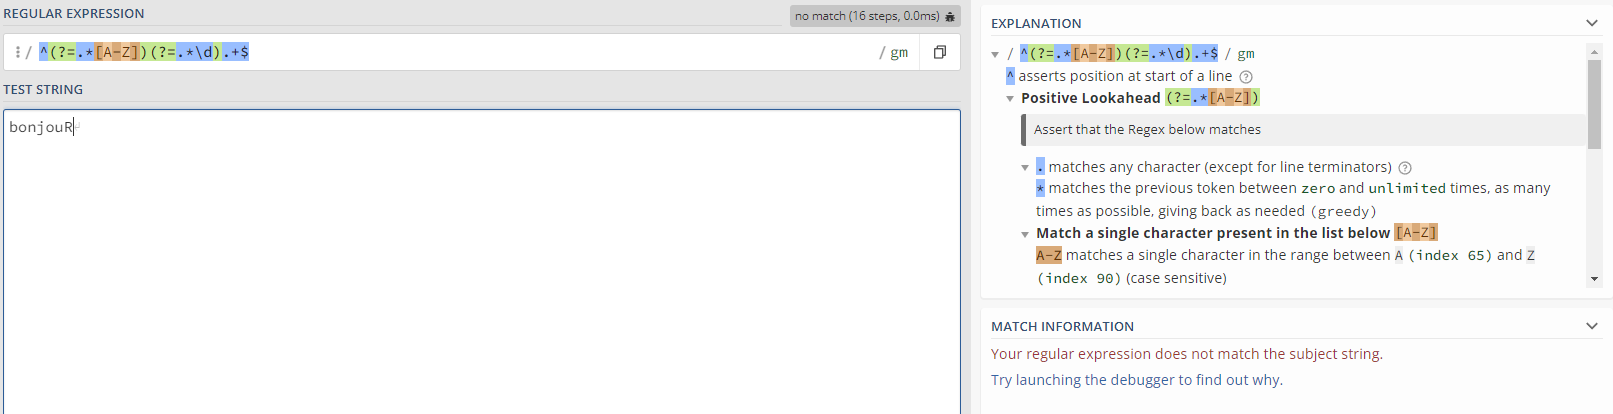 REGULAR EXPRESSION
no match (16 steps, 0.0ms)
/ ^(?=.*[A-Z])(?=.*\d).+$ / gm
TEST STRING
bonjouR
EXPLANATION
/ ^(?=.*[A-Z])(?=.*\d).+$ / gm
^ asserts position at start of a line ?
Positive Lookahead (?=.*[A-Z])
Assert that the Regex below matches
. matches any character (except for line terminators) ?
* matches the previous token between zero and unlimited times, as many
times as possible, giving back as needed (greedy)
Match a single character present in the list below [A-Z]
A-Z matches a single character in the range between A (index 65) and Z
(index 90) (case sensitive)
MATCH INFORMATION
Your regular expression does not match the subject string.
Try launching the debugger to find out why.